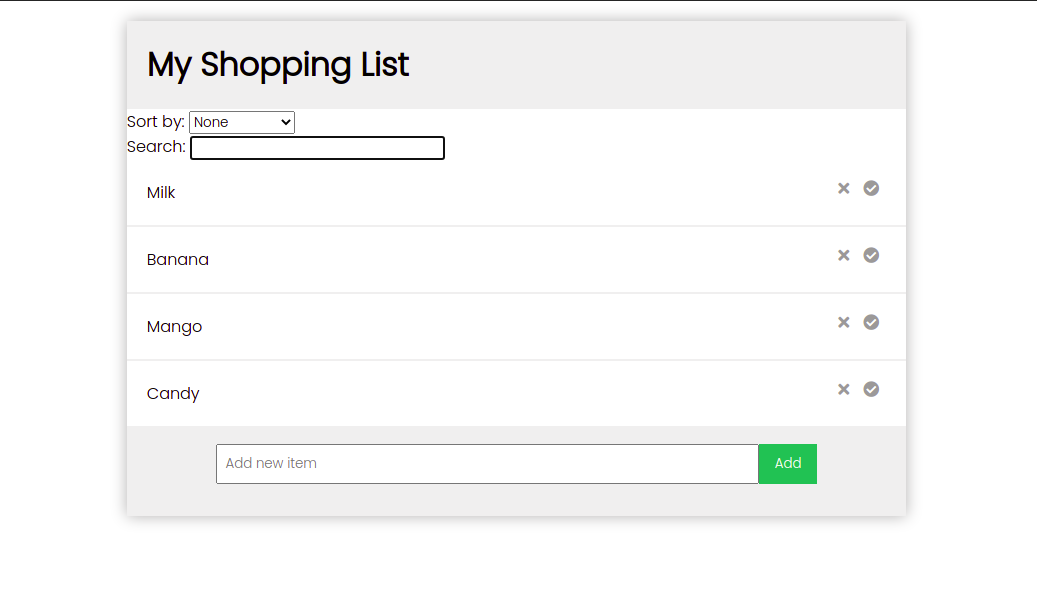 My Shopping List
Sort by: None
Search:
Milk
Banana
Mango
Candy
Add new item Add